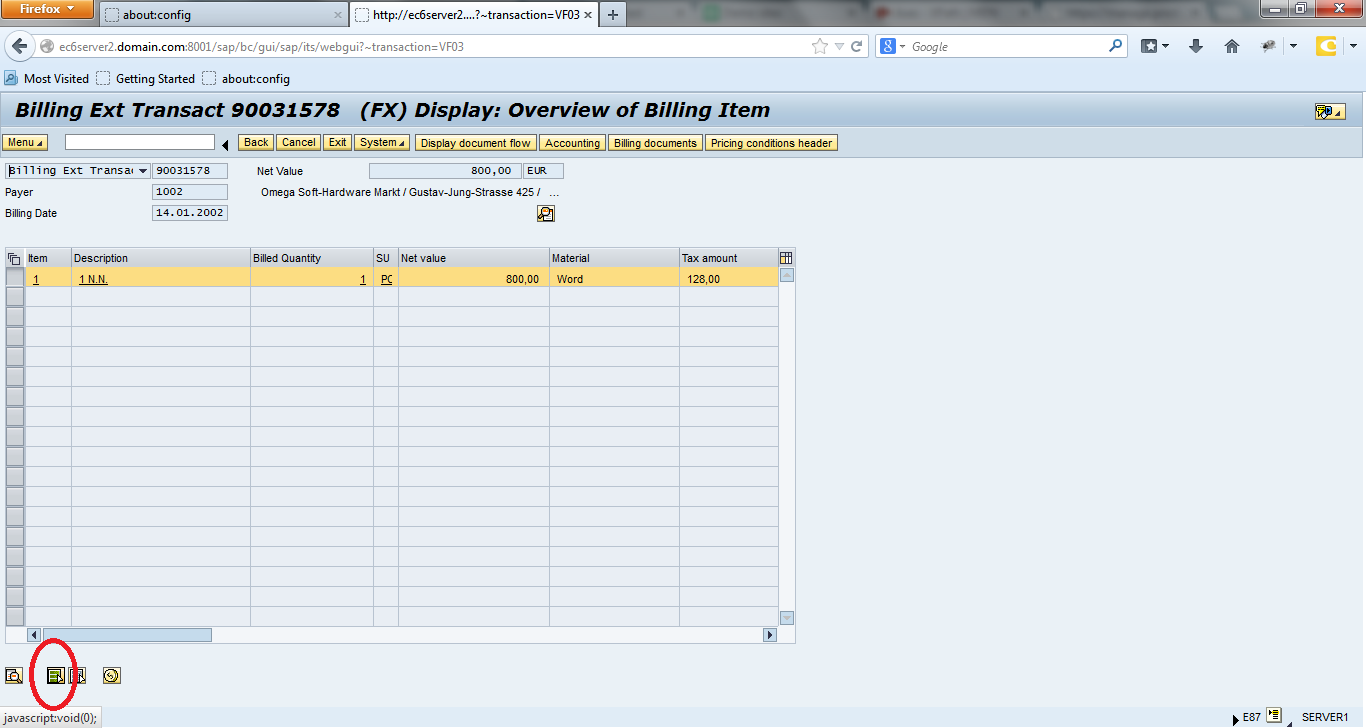 Firefox
about:config
http://ec6server2....?~transaction=VF03
ec6server2.domain.com:8001/sap/bc/gui/sap/its/webgui?~transaction=VF03
Google
Most Visited Getting Started about:config
Billing Ext Transact 90031578 (FX) Display: Overview of Billing Item
Menu Back Cancel Exit System Display document flow Accounting Billing documents Pricing conditions header
Billing Ext Transac 90031578 Net Value 800,00 EUR
Payer 1002 Omega Soft-Hardware Markt / Gustav-Jung-Strasse 425 / ...
Billing Date 14.01.2002
Item Description Billed Quantity SU Net value Material Tax amount
1 1 N.N. 1 PC 800,00 Word 128,00
javascript:void(0);
E87 SERVER1